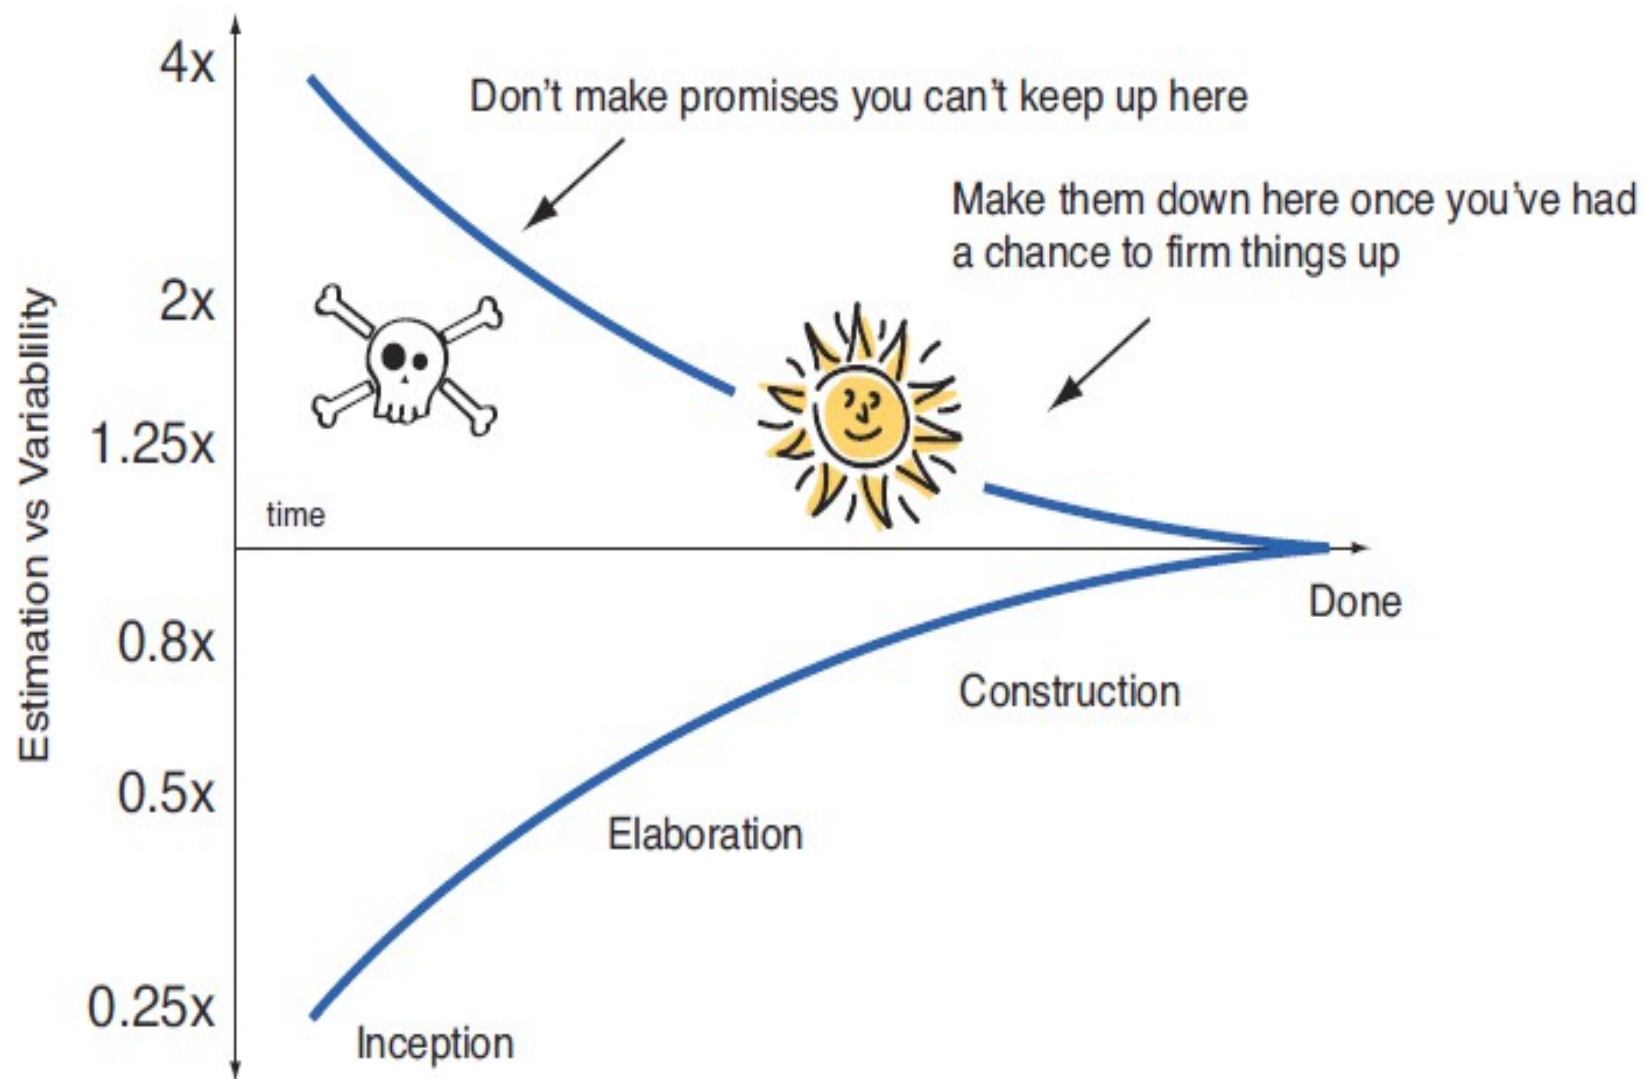 4x
Don't make promises you can't keep up here
Make them down here once you've had
a chance to firm things up
2x
1.25x
Estimation vs Variablility
time
Done
0.8x
Construction
0.5x
Elaboration
0.25x
Inception